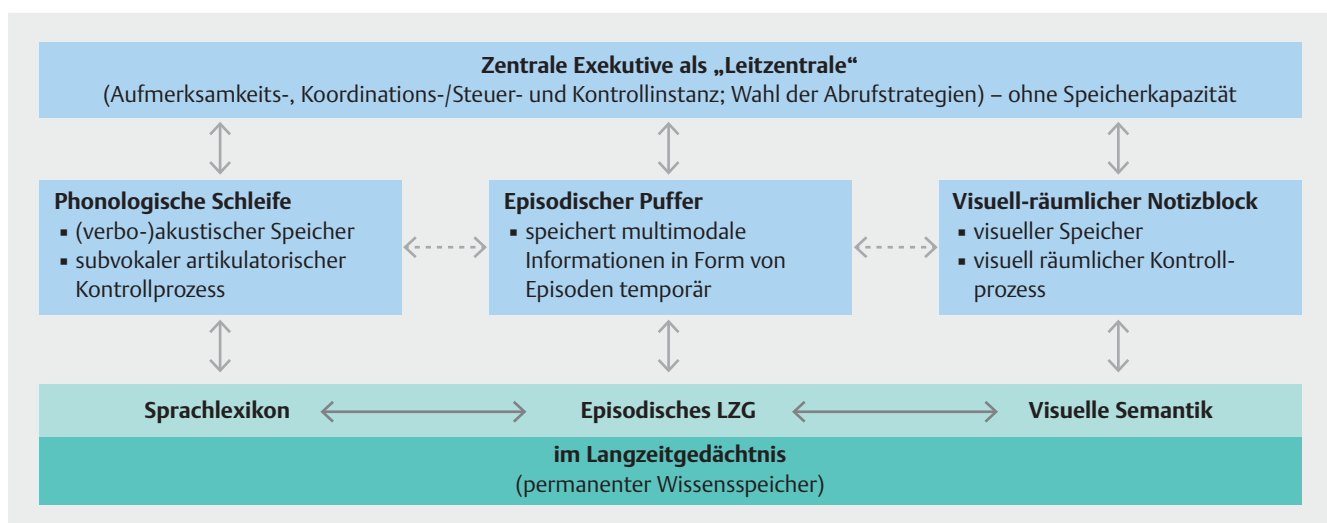 Zentrale Exekutive als „Leitzentrale“
(Aufmerksamkeits-, Koordinations-/Steuer- und Kontrollinstanz; Wahl der Abrufstrategien) – ohne Speicherkapazität
Phonologische Schleife
▪ (verbo-)akustischer Speicher
▪ subvokaler artikulatorischer
Kontrollprozess
Episodischer Puffer
▪ speichert multimodale
Informationen in Form von
Episoden temporär
Visuell-räumlicher Notizblock
▪ visueller Speicher
▪ visuell räumlicher Kontroll-
prozess
Sprachlexikon
Episodisches LZG
Visuelle Semantik
im Langzeitgedächtnis
(permanenter Wissensspeicher)